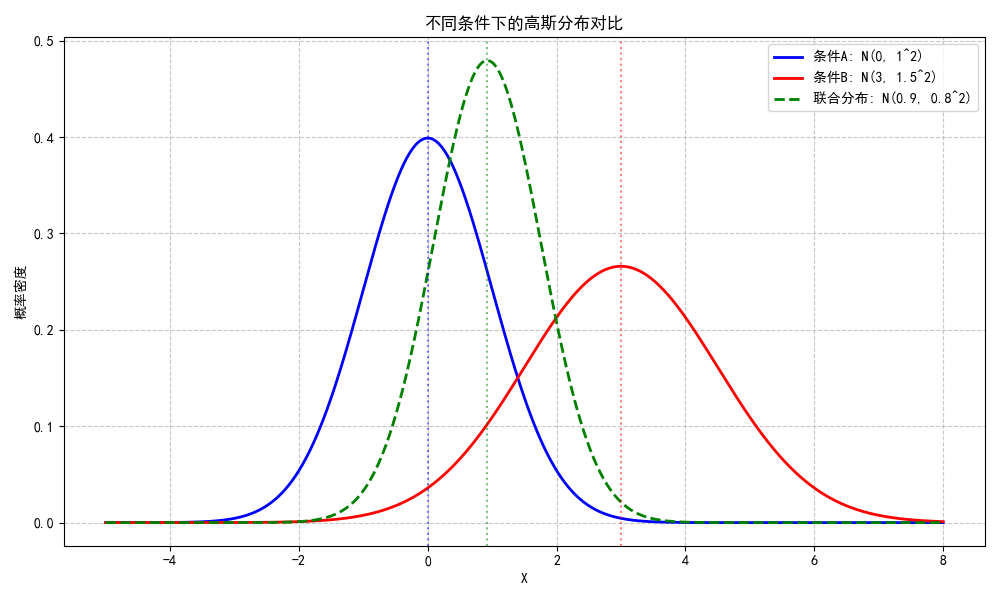 不同条件下的高斯分布对比
条件A: N(0, 1^2)
条件B: N(3, 1.5^2)
联合分布: N(0.9, 0.8^2)
概率密度
0.5
0.4
0.3
0.2
0.1
0.0
−4
−2
0
2
4
6
8
X